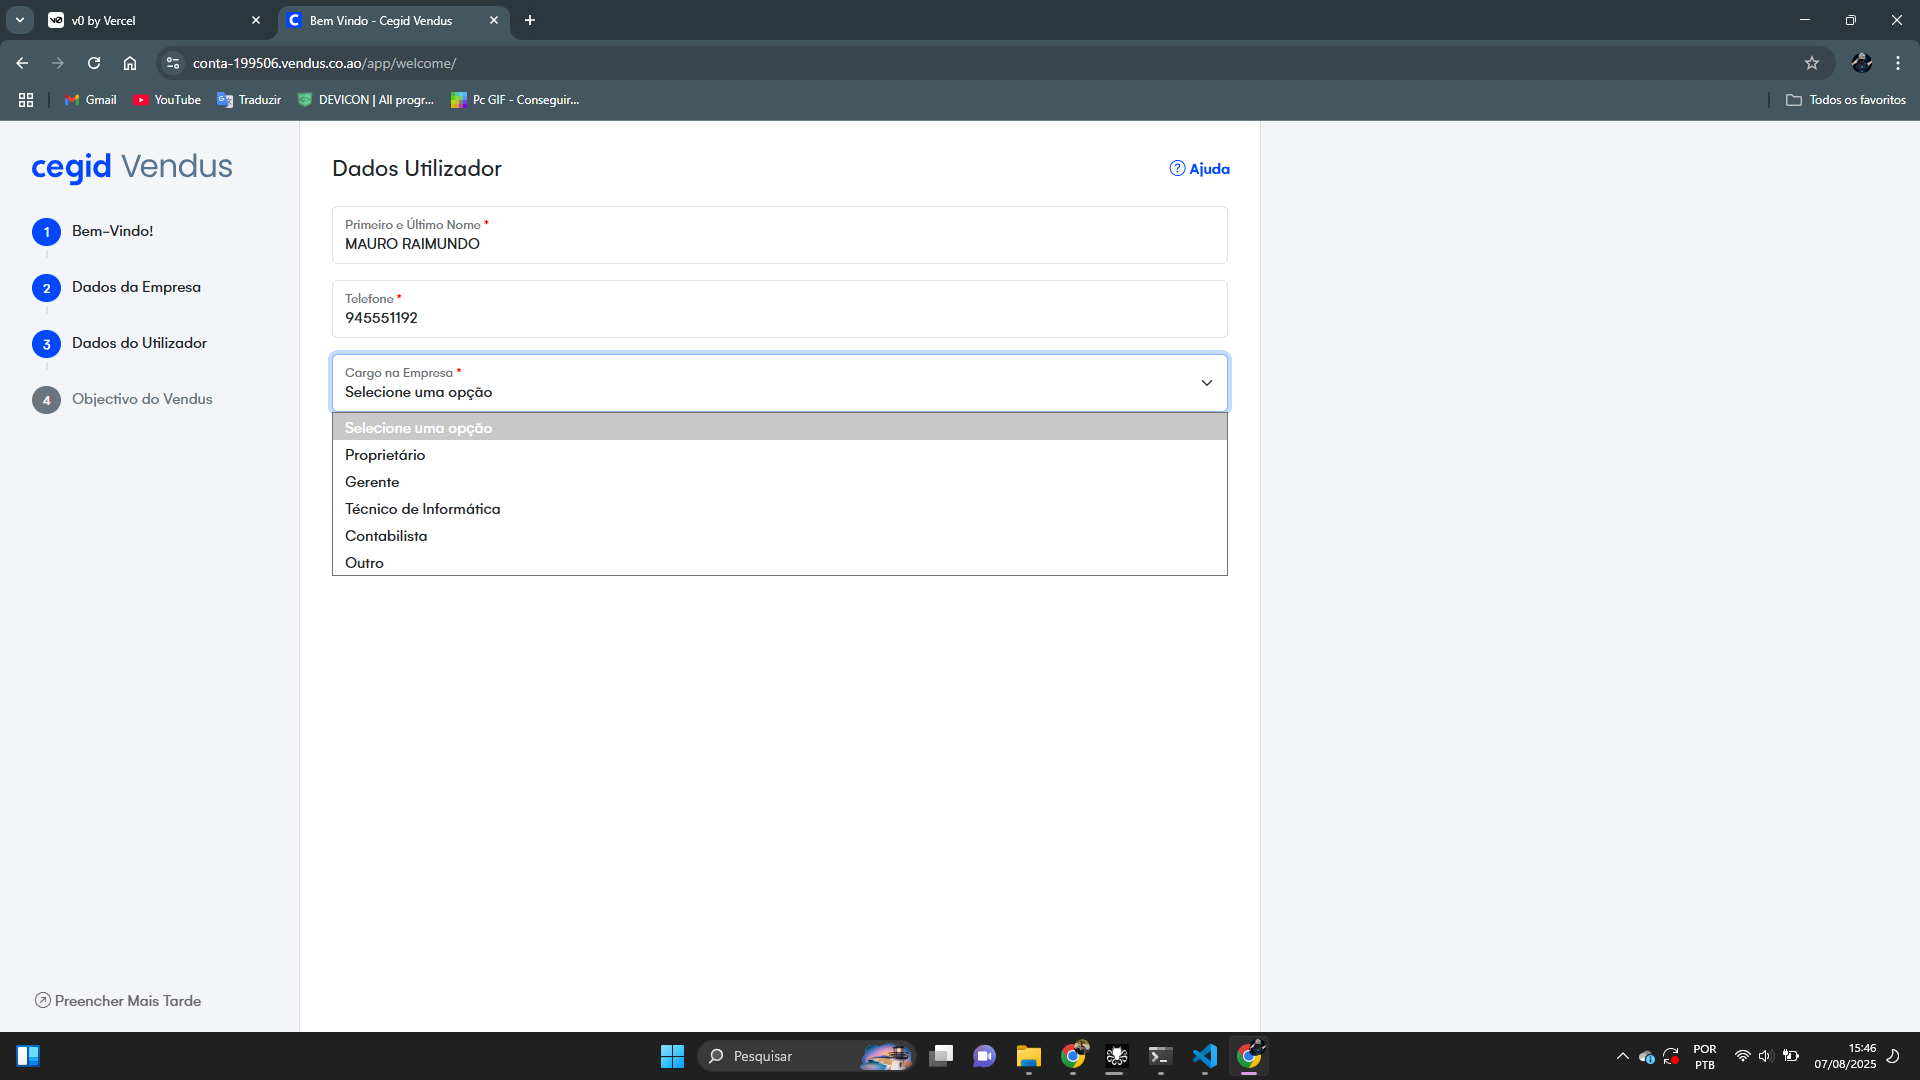 v0 by Vercel
Bem Vindo - Cegid Vendus
conta-199506.vendus.co.ao/app/welcome/
Gmail
YouTube
Traduzir
DEVICON | All progr...
Pc GIF - Conseguir...
Todos os favoritos
cegid Vendus
1 Bem-Vindo!
2 Dados da Empresa
3 Dados do Utilizador
4 Objectivo do Vendus
Preencher Mais Tarde
Dados Utilizador
? Ajuda
Primeiro e Último Nome *
MAURO RAIMUNDO
Telefone *
945551192
Cargo na Empresa *
Selecione uma opção
Selecione uma opção
Proprietário
Gerente
Técnico de Informática
Contabilista
Outro
Pesquisar
POR
PTB
15:46
07/08/2025